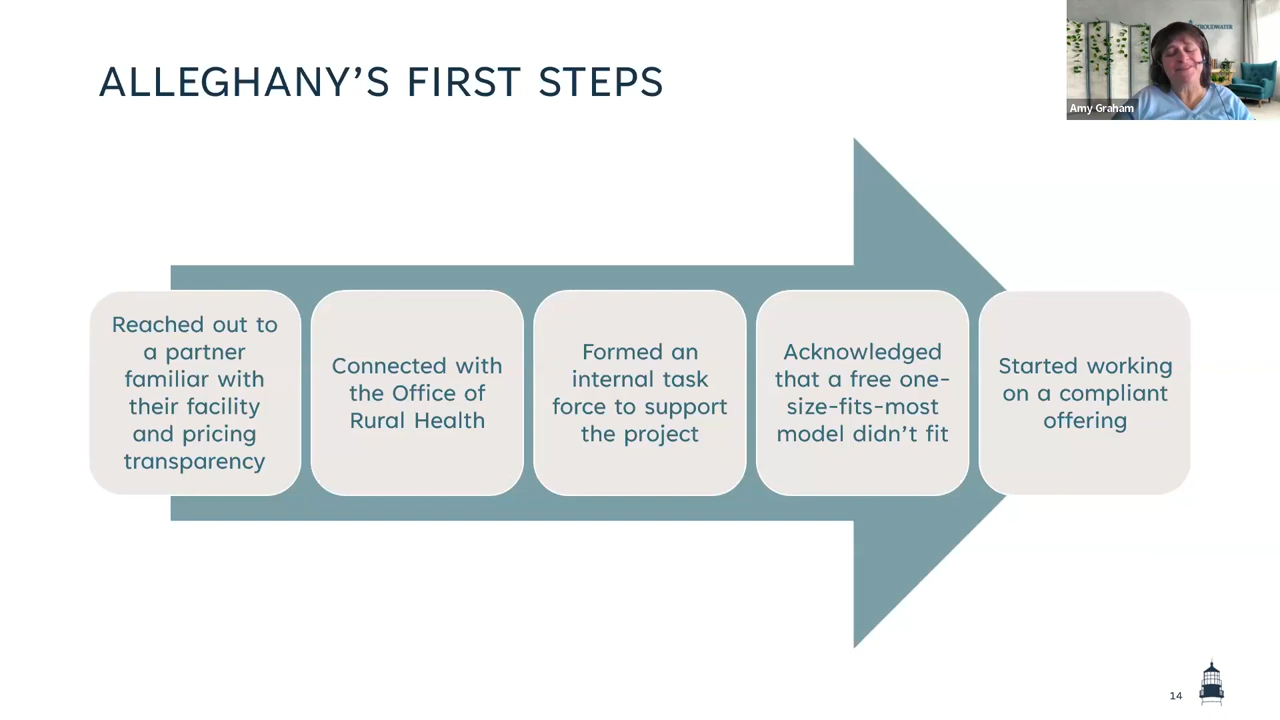 ALLEGHANY'S FIRST STEPS
STROUDWATER
Amy Graham
Reached out to
a partner
familiar with
their facility
and pricing
transparency
Connected with
the Office of
Rural Health
Formed an
internal task
force to support
the project
Acknowledged
that a free one-
size-fits-most
model didn't fit
Started working
on a compliant
offering
14